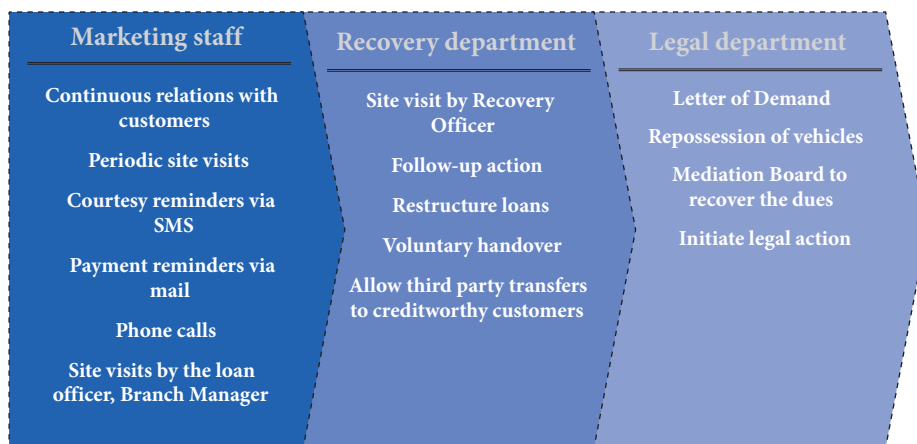 Marketing staff
Continuous relations with
customers
Periodic site visits
Courtesy reminders via
SMS
Payment reminders via
mail
Phone calls
Site visits by the loan
officer, Branch Manager
Recovery department
Site visit by Recovery
Officer
Follow-up action
Restructure loans
Voluntary handover
Allow third party transfers
to creditworthy customers
Legal department
Letter of Demand
Repossession of vehicles
Mediation Board to
recover the dues
Initiate legal action